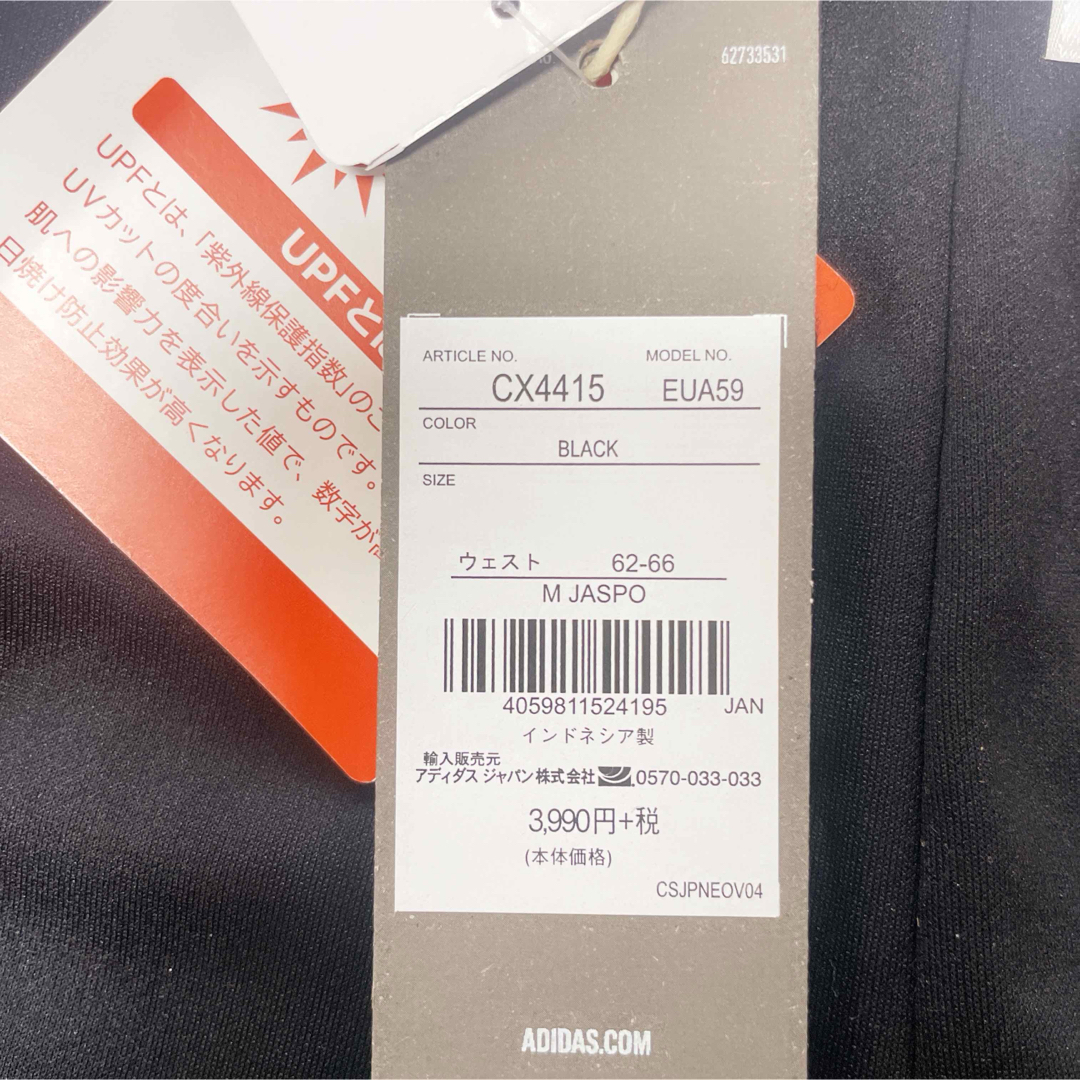 62733531
UPFと
UPFとは、「紫外線保護指数」のこ
UVカットの度合いを示すものです。
肌への影響力を表示した値で、数字が
日焼け防止効果が高くなります。
ARTICLE NO. MODEL NO.
CX4415 EUA59
COLOR
BLACK
SIZE
ウェスト 62-66
M JASPO
4059811524195 JAN
インドネシア製
輸入販売元
アディダス ジャパン株式会社 0570-033-033
3,990円+税
(本体価格)
CSJPNEOV04
ADIDAS.COM